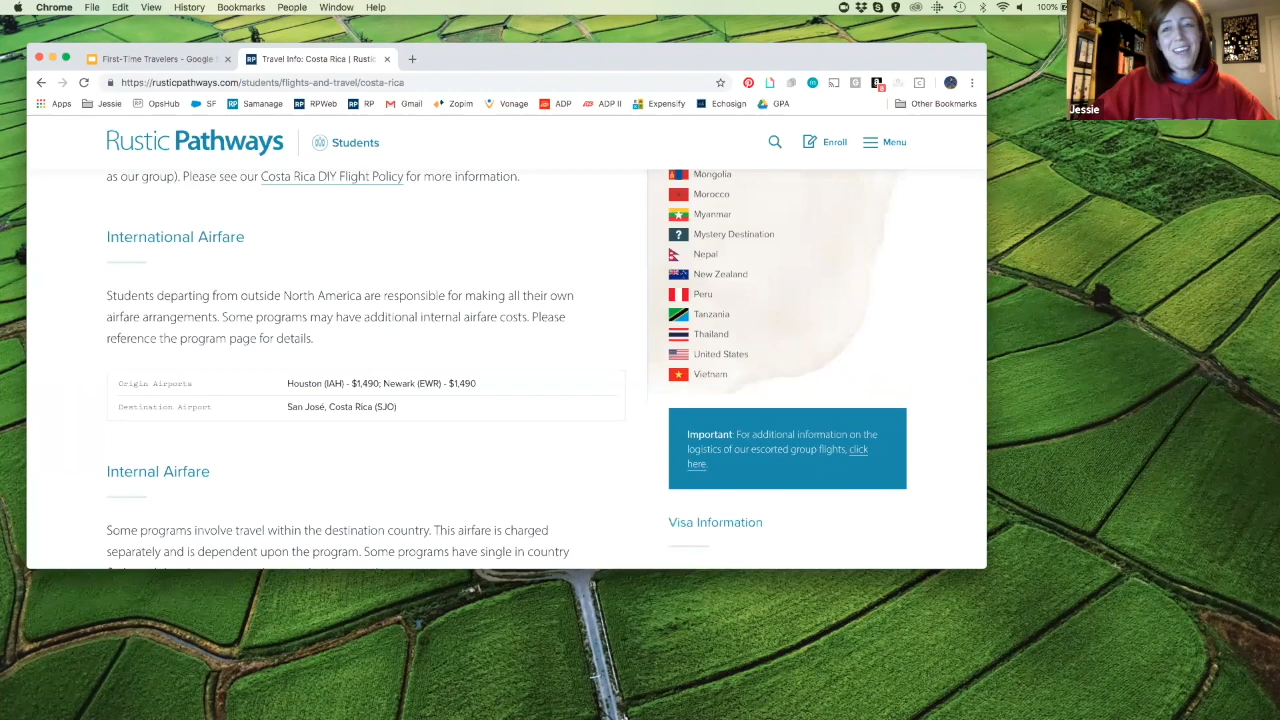 Chrome File Edit View History Bookmarks People Window Help 100%
Jessie
First-Time Travelers - Google S × Travel Info: Costa Rica | Rustic × +
https://rusticpathways.com/students/flights-and-travel/costa-rica
Apps Jessie OpsHub SF Samanage RPWeb RP Gmail Zopim Vonage ADP ADP II Expensify Echosign GPA Other Bookmarks
Rustic Pathways Students Enroll Menu
as our group). Please see our Costa Rica DIY Flight Policy for more information.
International Airfare
Students departing from outside North America are responsible for making all their own
airfare arrangements. Some programs may have additional internal airfare costs. Please
reference the program page for details.
Origin Airports Houston (IAH) - $1,490; Newark (EWR) - $1,490
Destination Airport San José, Costa Rica (SJO)
Internal Airfare
Some programs involve travel within the destination country. This airfare is charged
separately and is dependent upon the program. Some programs have single in country
Mongolia
Morocco
Myanmar
Mystery Destination
Nepal
New Zealand
Peru
Tanzania
Thailand
United States
Vietnam
Important: For additional information on the
logistics of our escorted group flights, click
here.
Visa Information